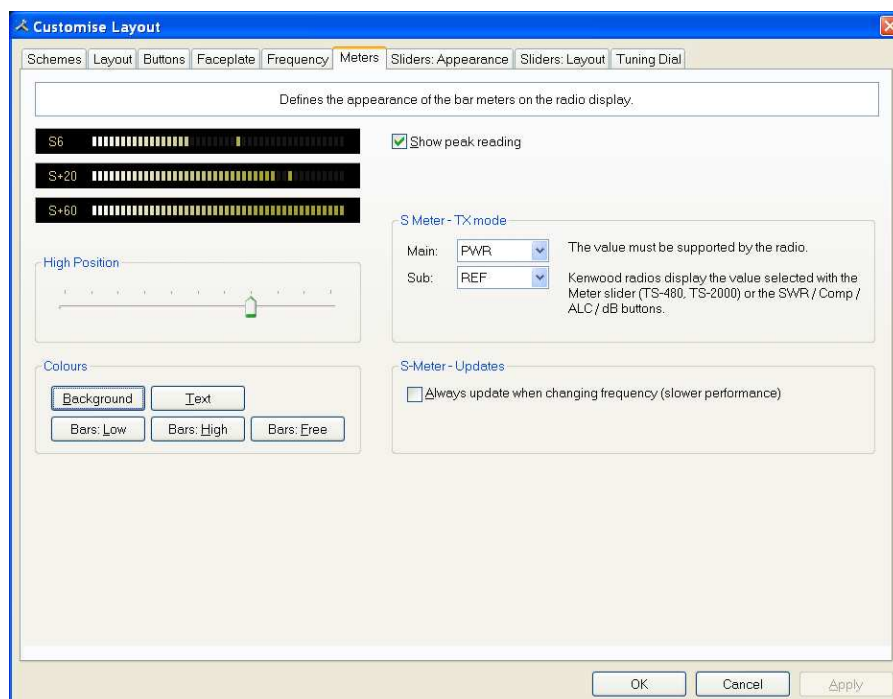 Customise Layout
Schemes Layout Buttons Faceplate Frequency Meters Sliders: Appearance Sliders: Layout Tuning Dial
Defines the appearance of the bar meters on the radio display.
S6
S+20
S+60
Show peak reading
High Position
S Meter - TX mode
Main: PWR
The value must be supported by the radio.
Sub: REF
Kenwood radios display the value selected with the
Meter slider (TS-480, TS-2000) or the SWR / Comp /
ALC / dB buttons.
Colours
Background Text
Bars: Low Bars: High Bars: Free
S-Meter - Updates
Always update when changing frequency (slower performance)
OK Cancel Apply